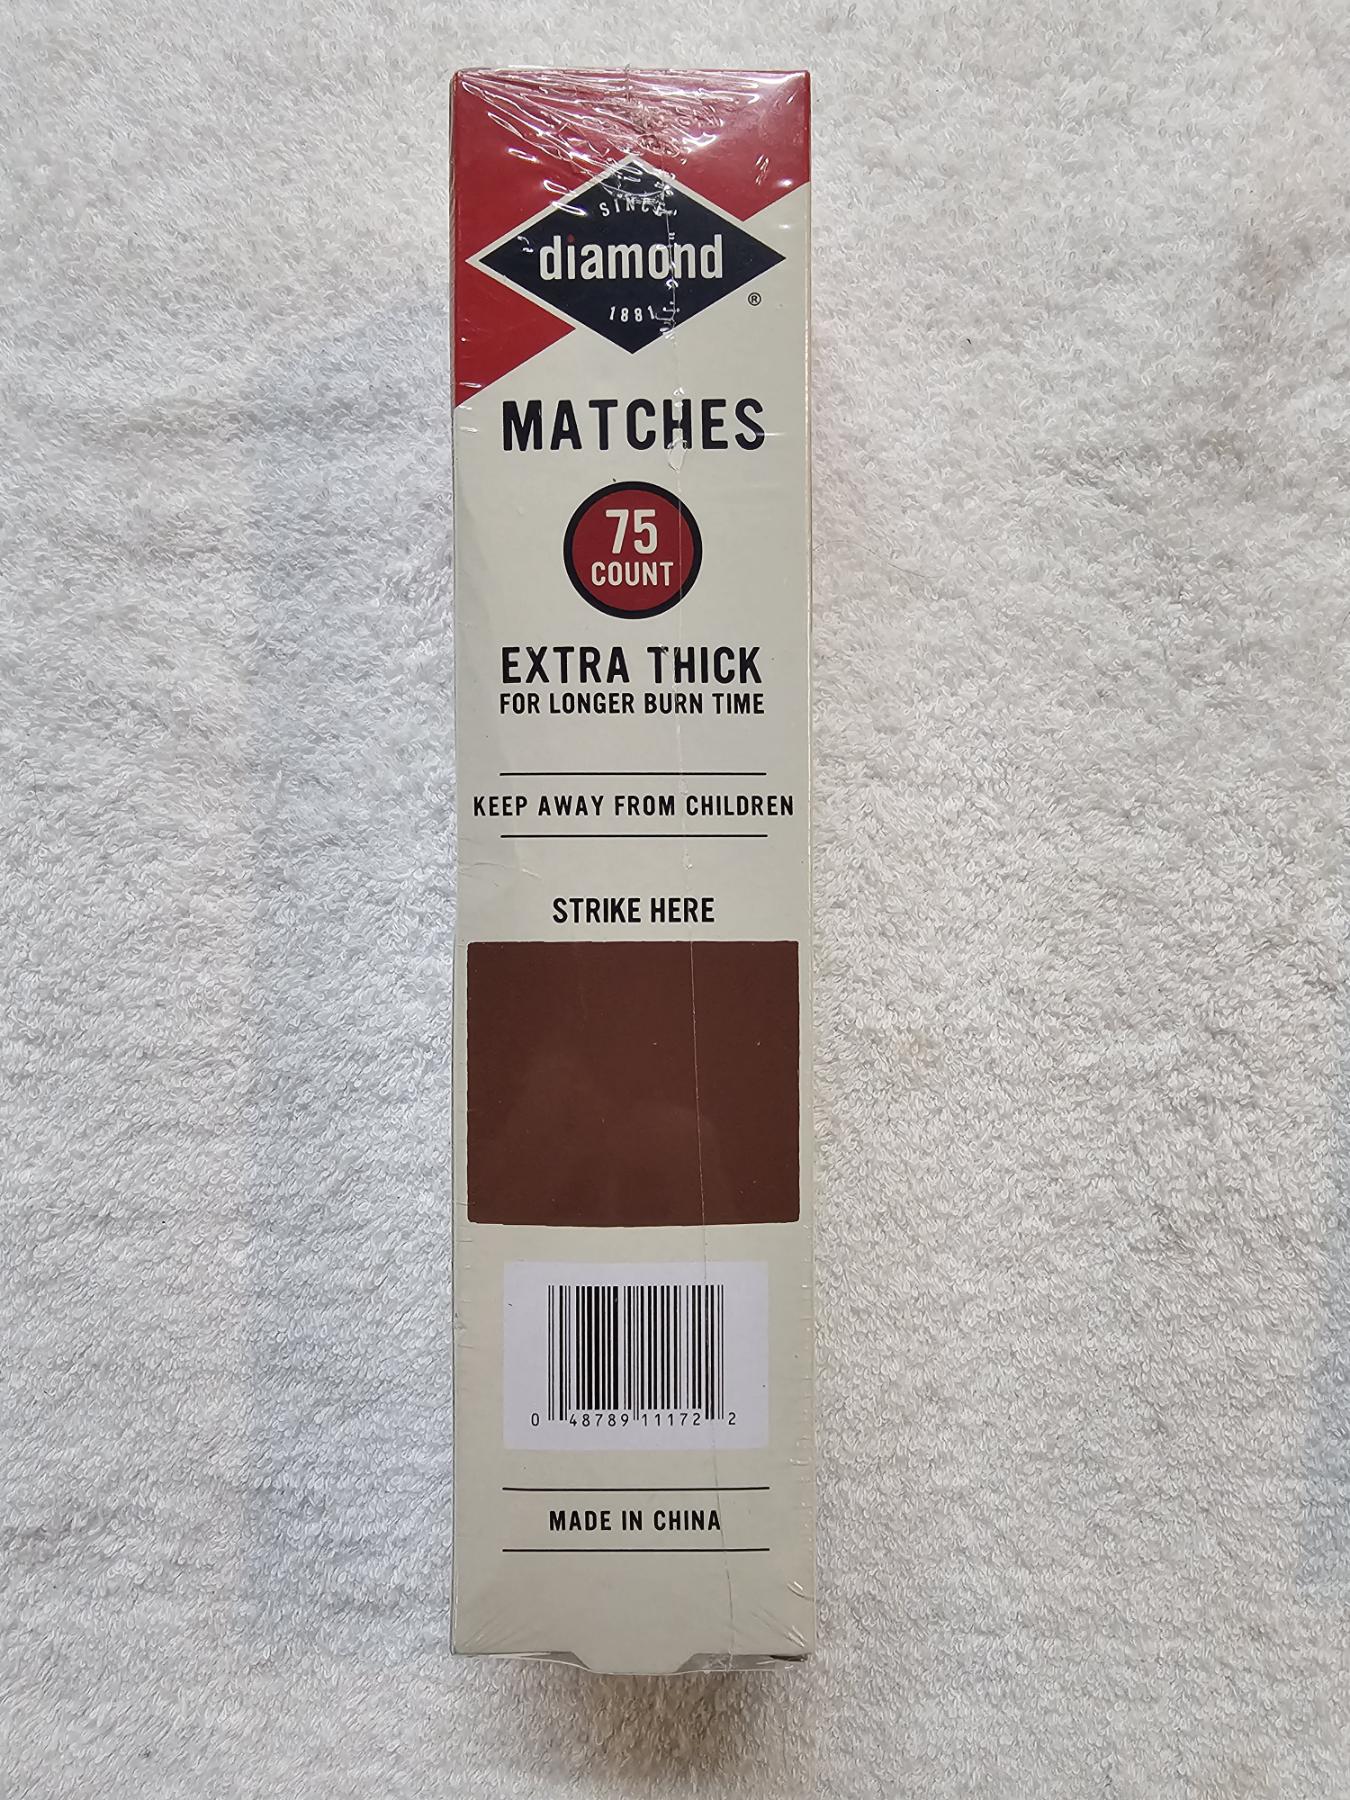 SINCE
diamond
1881
®
MATCHES
75
COUNT
EXTRA THICK
FOR LONGER BURN TIME
KEEP AWAY FROM CHILDREN
STRIKE HERE
0 48789 11172 2
MADE IN CHINA